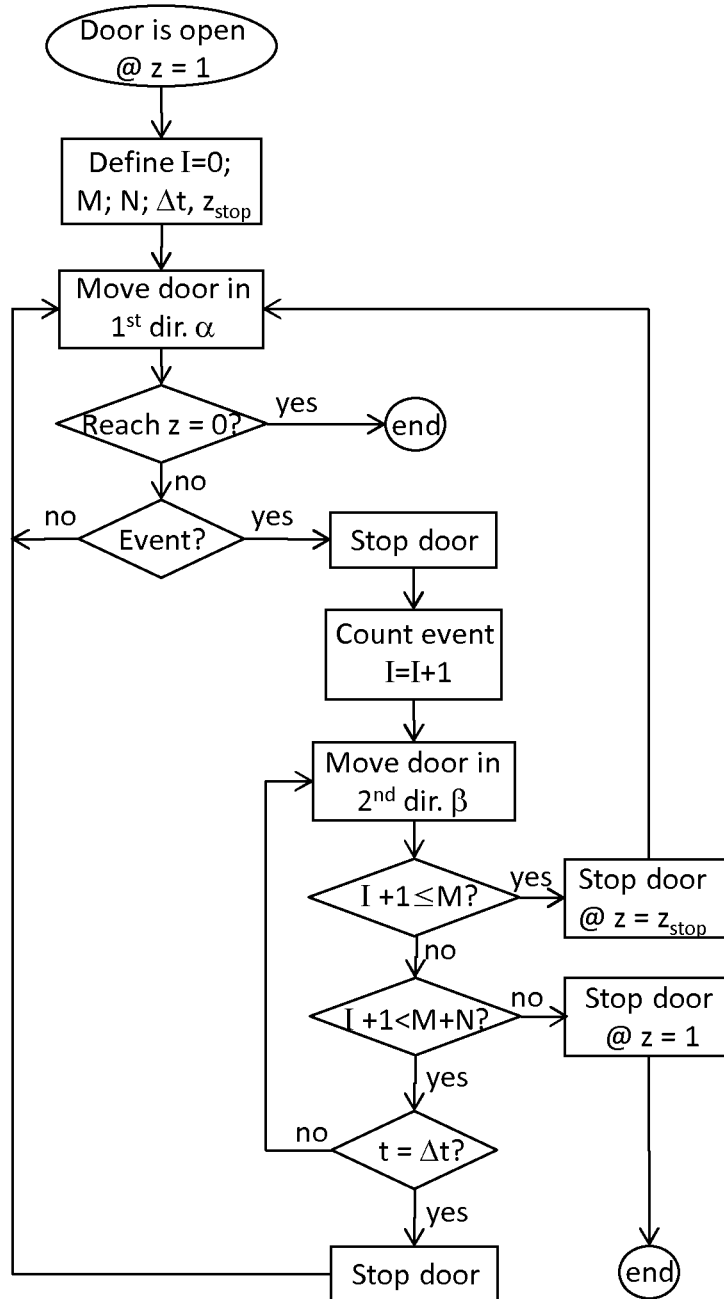 Door is open
@ z = 1
Define I=0;
M; N; Δt, z_stop
Move door in
1st dir. α
Reach z = 0?
yes
end
no
no
Event?
yes
Stop door
Count event
I=I+1
Move door in
2nd dir. β
I +1≤M?
yes
Stop door
@ z = z_stop
no
I +1<M+N?
no
Stop door
@ z = 1
yes
no
t = Δt?
yes
Stop door
end